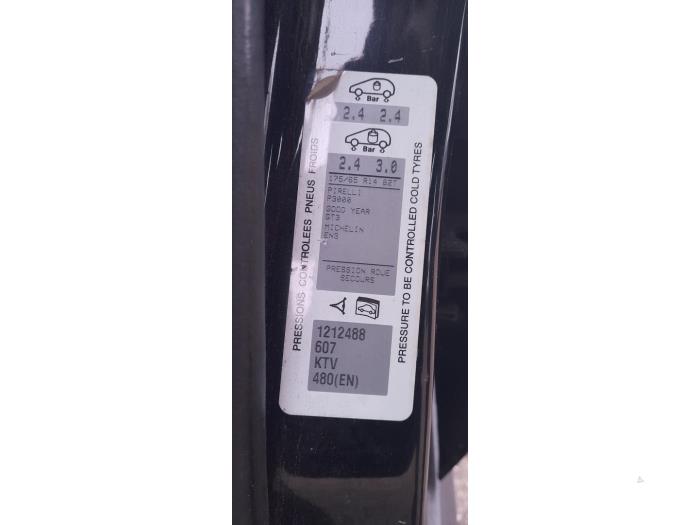 Bar
2.4 2.4
Bar
2.4 3.0
175/65 R14 82T
PIRELLI
P3000
GOOD YEAR
GT3
MICHELIN
EN3
PRESSION ROUE
SECOURS
1212488
607
KTV
480(EN)
PRESSIONS CONTROLEES PNEUS FROIDS
PRESSURE TO BE CONTROLLED COLD TYRES